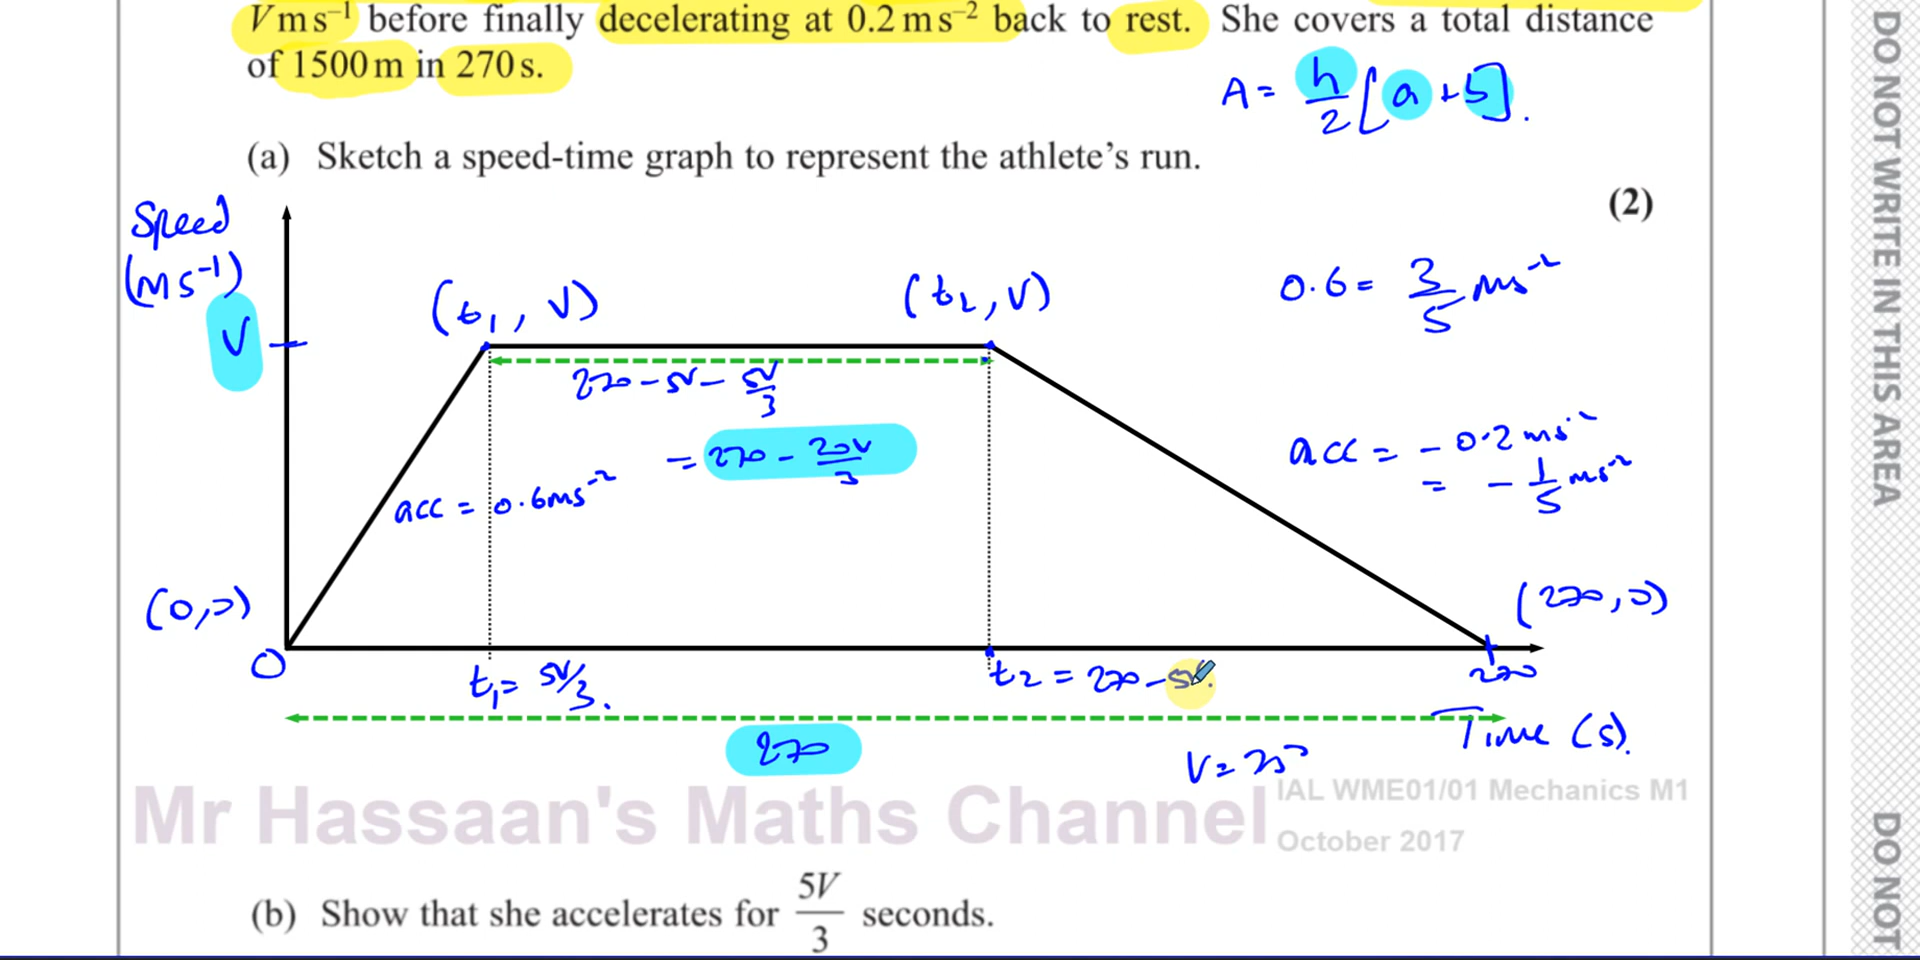 V m s⁻¹ before finally decelerating at 0.2 m s⁻² back to rest. She covers a total distance
of 1500 m in 270 s.
A = h/2 [a + b].
(a) Sketch a speed-time graph to represent the athlete's run.
(2)
Speed
(ms⁻¹)
V
(t₁, V)
(t₂, V)
0.6 = 3/5 ms⁻²
270 - 5V - 5V/3
= 270 - 20V/3
acc = 0.6ms⁻²
acc = - 0.2 ms⁻²
= - 1/5 ms⁻²
(0,0)
(270, 0)
O
t₁ = 5V/3.
t₂ = 270 - 5V.
270
270
Time (s).
Mr Hassaan's Maths Channel
IAL WME01/01 Mechanics M1
October 2017
(b) Show that she accelerates for 5V/3 seconds.
DO NOT WRITE IN THIS AREA
DO NOT